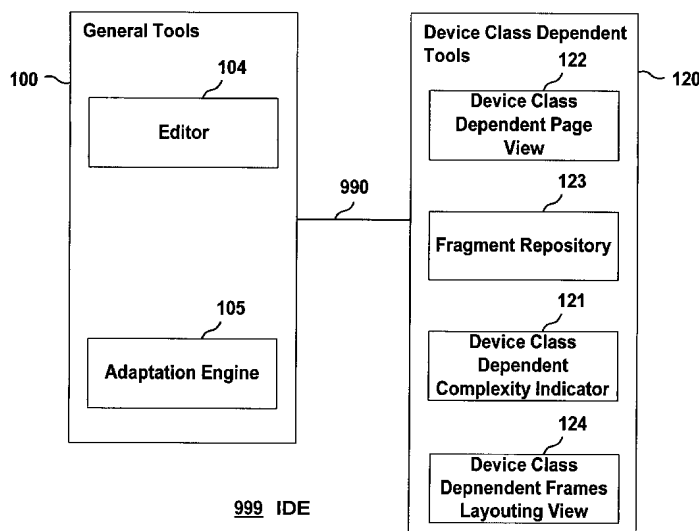 General Tools
100
104
Editor
105
Adaptation Engine
990
Device Class Dependent
Tools
120
122
Device Class
Dependent Page
View
123
Fragment Repository
121
Device Class
Dependent
Complexity Indicator
124
Device Class
Depnendent Frames
Layouting View
999 IDE